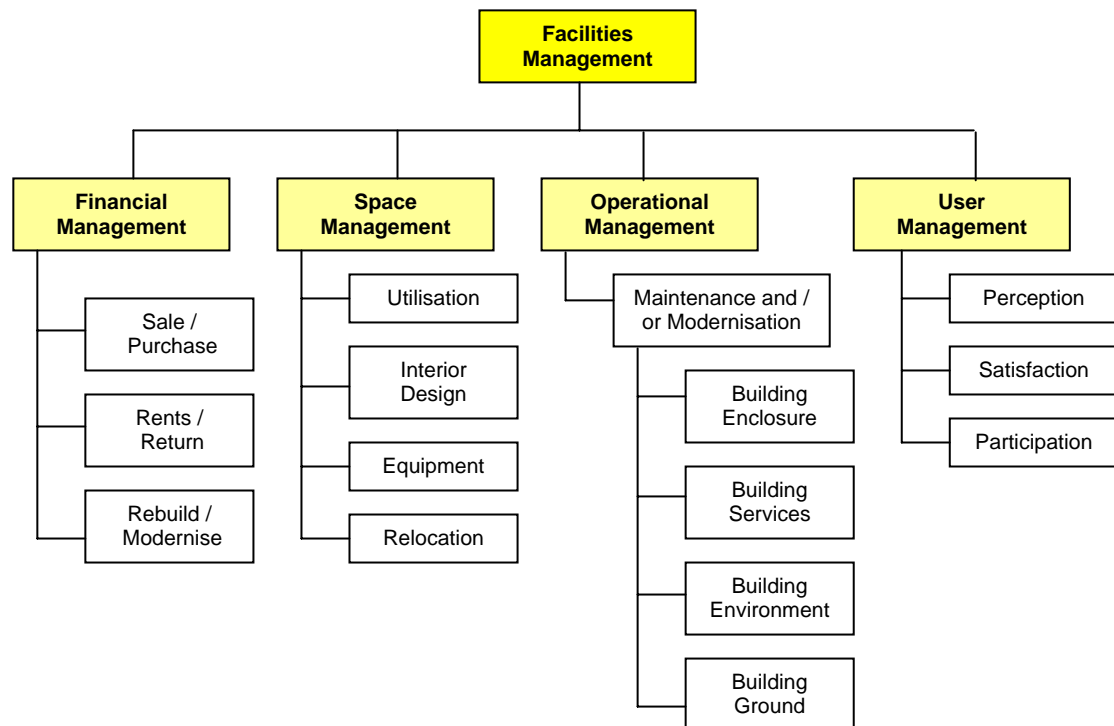 Facilities
Management
Financial
Management
Sale /
Purchase
Rents /
Return
Rebuild /
Modernise
Space
Management
Utilisation
Interior
Design
Equipment
Relocation
Operational
Management
Maintenance and /
or Modernisation
Building
Enclosure
Building
Services
Building
Environment
Building
Ground
User
Management
Perception
Satisfaction
Participation